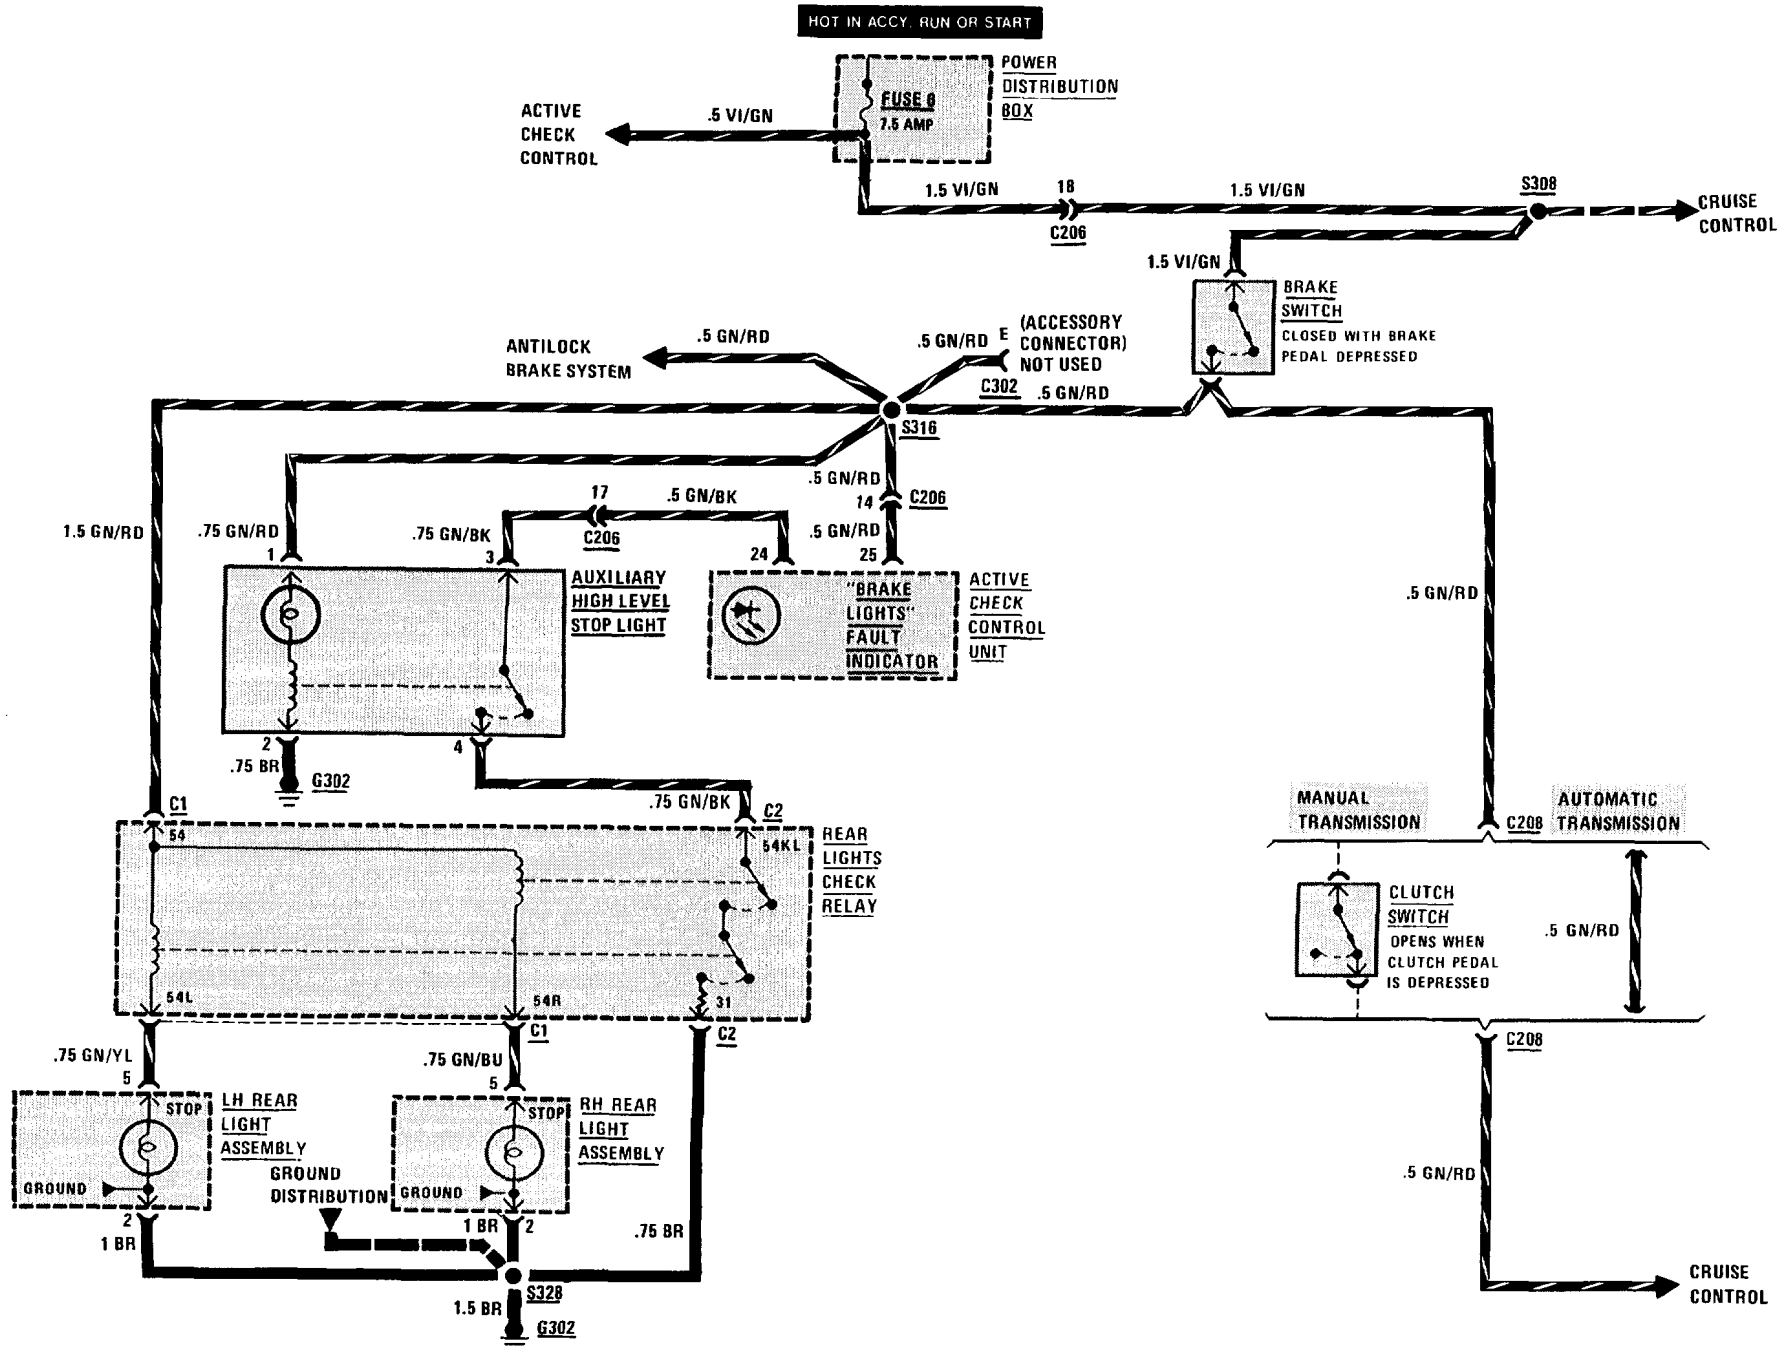 HOT IN ACCY, RUN OR START
POWER
DISTRIBUTION
BOX
FUSE 6
7.5 AMP
ACTIVE
CHECK
CONTROL
.5 VI/GN
1.5 VI/GN
18
C206
1.5 VI/GN
S308
CRUISE
CONTROL
1.5 VI/GN
BRAKE
SWITCH
CLOSED WITH BRAKE
PEDAL DEPRESSED
ANTILOCK
BRAKE SYSTEM
.5 GN/RD
.5 GN/RD
E
(ACCESSORY
CONNECTOR)
NOT USED
C302
.5 GN/RD
S316
.5 GN/RD
14
C206
.5 GN/RD
25
1.5 GN/RD
.75 GN/RD
1
.75 GN/BK
3
17
C206
.5 GN/BK
24
AUXILIARY
HIGH LEVEL
STOP LIGHT
"BRAKE
LIGHTS"
FAULT
INDICATOR
ACTIVE
CHECK
CONTROL
UNIT
.5 GN/RD
2
.75 BR
G302
4
.75 GN/BK
C1
54
C2
54KL
REAR
LIGHTS
CHECK
RELAY
54L
54R
31
C1
C2
MANUAL
TRANSMISSION
C208
AUTOMATIC
TRANSMISSION
CLUTCH
SWITCH
OPENS WHEN
CLUTCH PEDAL
IS DEPRESSED
.5 GN/RD
C208
.75 GN/YL
5
.75 GN/BU
5
STOP
LH REAR
LIGHT
ASSEMBLY
GROUND
STOP
RH REAR
LIGHT
ASSEMBLY
GROUND
GROUND
DISTRIBUTION
2
1 BR
1 BR
2
.75 BR
S328
1.5 BR
G302
.5 GN/RD
CRUISE
CONTROL